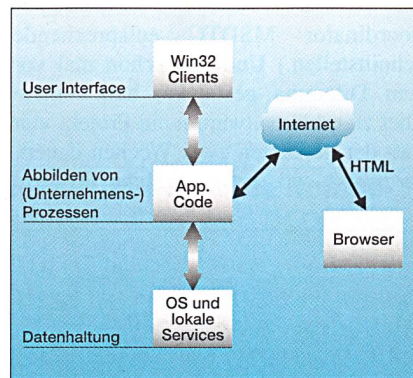 Win32
Clients
User Interface
Internet
Abbilden von
(Unternehmens-)
Prozessen
App.
Code
HTML
Browser
OS und
lokale
Services
Datenhaltung